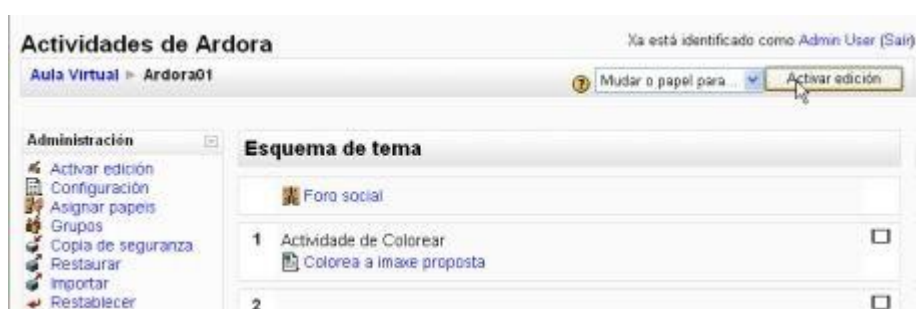 Actividades de Ardora
Xa está identificado como Admin User (Saír)
Aula Virtual ► Ardora01
Mudar o papel para...
Activar edición
Administración
Activar edición
Configuración
Asignar papeis
Grupos
Copia de seguranza
Restaurar
Importar
Restablecer
Esquema de tema
Foro social
1 Actividade de Colorear
Colorea a imaxe proposta
2